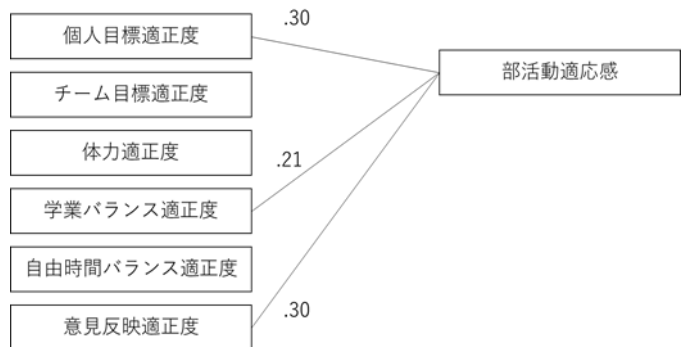 .30
個人目標適正度
部活動適応感
チーム目標適正度
体力適正度
.21
学業バランス適正度
自由時間バランス適正度
.30
意見反映適正度